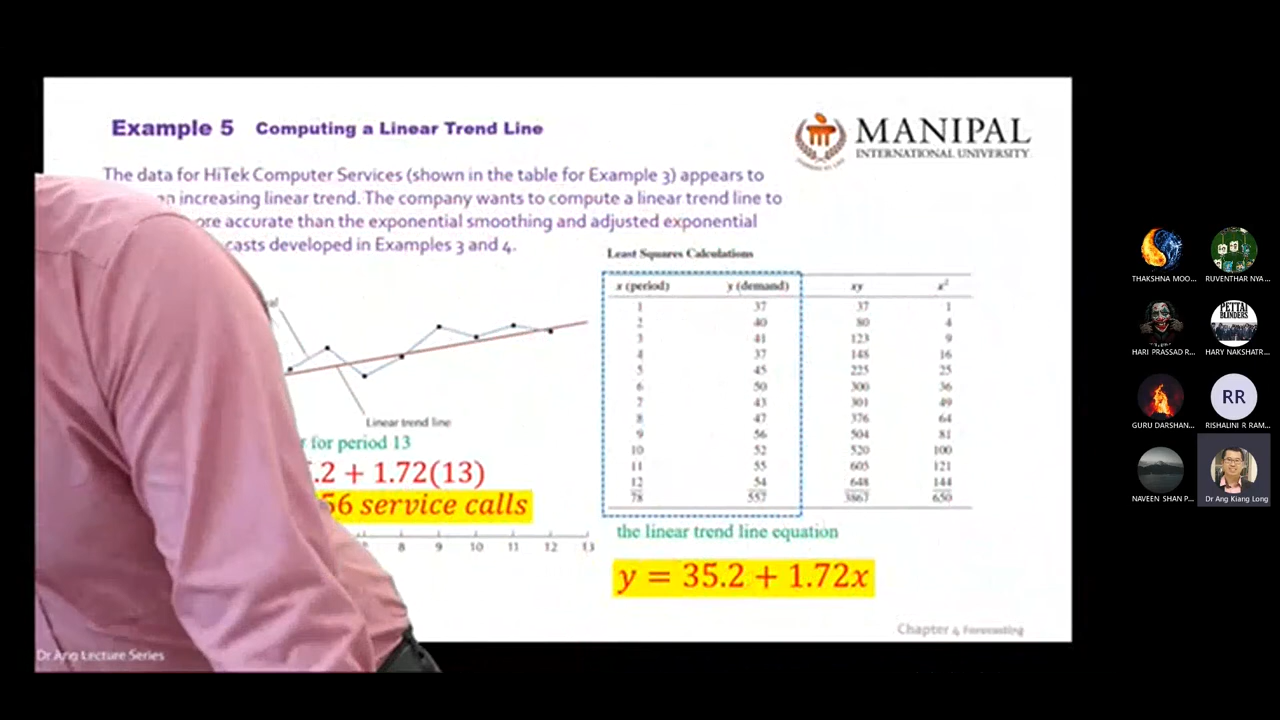 Example 5 Computing a Linear Trend Line
MANIPAL
INTERNATIONAL UNIVERSITY
The data for HiTek Computer Services (shown in the table for Example 3) appears to
an increasing linear trend. The company wants to compute a linear trend line to
ore accurate than the exponential smoothing and adjusted exponential
casts developed in Examples 3 and 4.
Least Squares Calculations
x (period) y (demand) xy x²
1 37 37 1
2 40 80 4
3 41 123 9
4 37 148 16
5 45 225 25
6 50 300 36
7 43 301 49
8 47 376 64
9 56 504 81
10 52 520 100
11 55 605 121
12 54 648 144
78 557 3867 650
Linear trend line
for period 13
.2 + 1.72(13)
56 service calls
8 9 10 11 12 13
the linear trend line equation
y = 35.2 + 1.72x
Chapter 4 Forecasting
Dr Ang Lecture Series
THAKSHNA MOO...
RUVENTHAR NYA...
PETTAI
BLINDERS
HARI PRASSAD R...
HARY NAKSHATR...
RR
GURU DARSHAN...
RISHALINI R RAM...
NAVEEN SHAN P...
Dr Ang Kiang Long